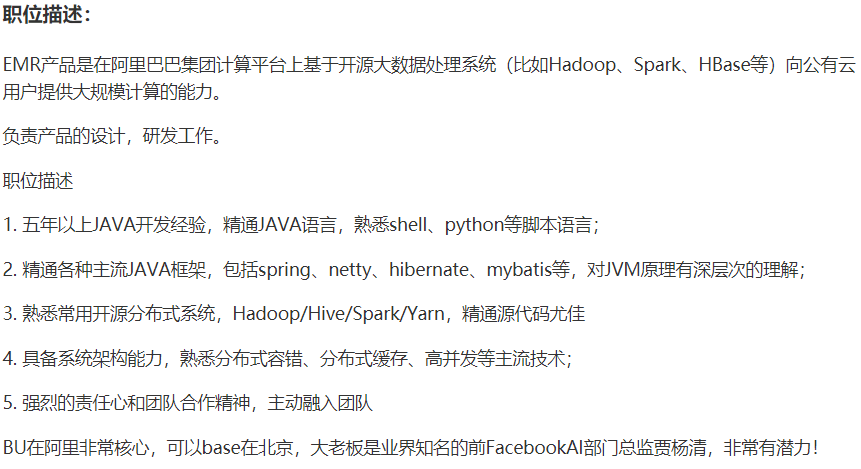 职位描述：
EMR产品是在阿里巴巴集团计算平台上基于开源大数据处理系统（比如Hadoop、Spark、HBase等）向公有云
用户提供大规模计算的能力。
负责产品的设计，研发工作。
职位描述
1. 五年以上JAVA开发经验，精通JAVA语言，熟悉shell、python等脚本语言；
2. 精通各种主流JAVA框架，包括spring、netty、hibernate、mybatis等，对JVM原理有深层次的理解；
3. 熟悉常用开源分布式系统，Hadoop/Hive/Spark/Yarn，精通源代码尤佳
4. 具备系统架构能力，熟悉分布式容错、分布式缓存、高并发等主流技术；
5. 强烈的责任心和团队合作精神，主动融入团队
BU在阿里非常核心，可以base在北京，大老板是业界知名的前FacebookAI部门总监贾杨清，非常有潜力！